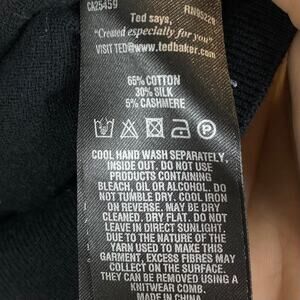 CA25459 RN95228
Ted says,
"Created especially for you"
VISIT TED@www.tedbaker.com
65% COTTON
30% SILK
5% CASHMERE
COOL HAND WASH SEPARATELY,
INSIDE OUT. DO NOT USE
PRODUCTS CONTAINING
BLEACH, OIL OR ALCOHOL. DO
NOT TUMBLE DRY. COOL IRON
ON REVERSE. MAY BE DRY
CLEANED. DRY FLAT. DO NOT
LEAVE IN DIRECT SUNLIGHT.
DUE TO THE NATURE OF THE
YARN USED TO MAKE THIS
GARMENT, EXCESS FIBRES MAY
COLLECT ON THE SURFACE.
THEY CAN BE REMOVED USING A
KNITWEAR COMB.
MADE IN CHINA